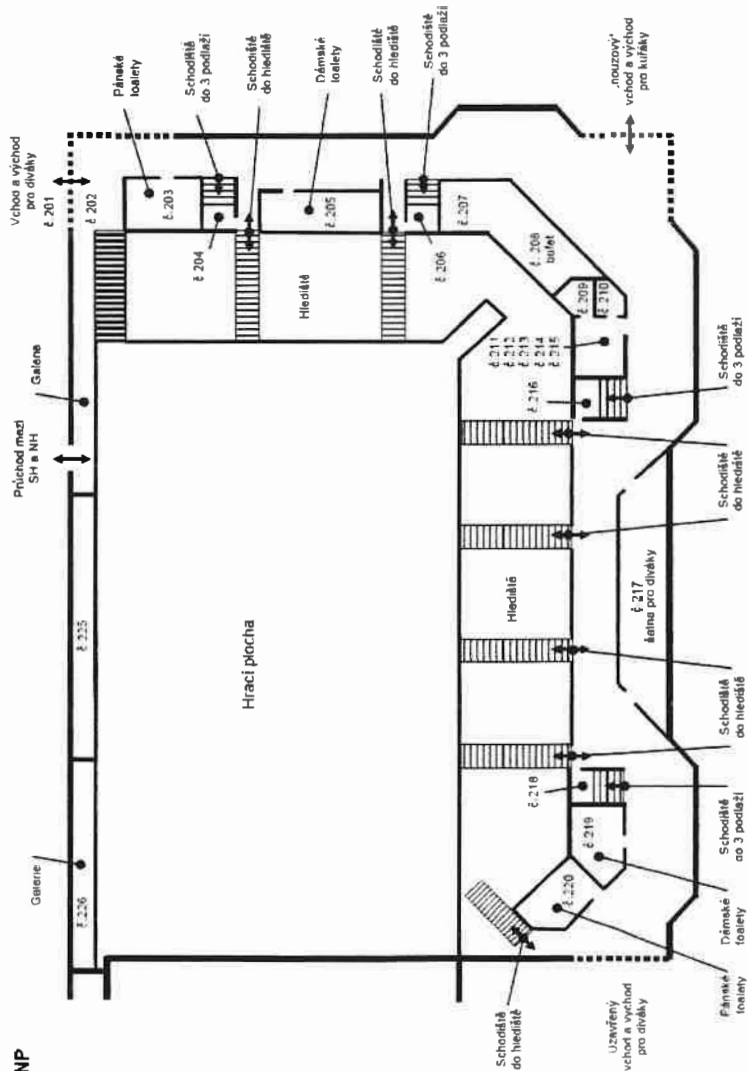 Vchod a východ
pro diváky
č.201
č.202
Pánské
toalety
č.203
Schodiště
do 3 podlaží
č.204
Schodiště
do hlediště
Dámské
toalety
č.205
Schodiště
do hlediště
Schodiště
do 3 podlaží
č.206
č.207
„nouzový"
vchod a východ
pro kuřáky
č.208
bufet
č.209
č.210
č.211
č.212
č.213
č.214
č.215
č.216
Schodiště
do 3 podlaží
Schodiště
do hlediště
č.217
šatna pro diváky
Schodiště
do hlediště
č.218
Schodiště
do 3 podlaží
č.219
Dámské
toalety
č.220
Pánské
toalety
Uzavřený
vchod a východ
pro diváky
Schodiště
do hlediště
Hlediště
Hlediště
Hrací plocha
Galerie
Průchod mezi
SH a NH
č.225
Galerie
č.226
NP